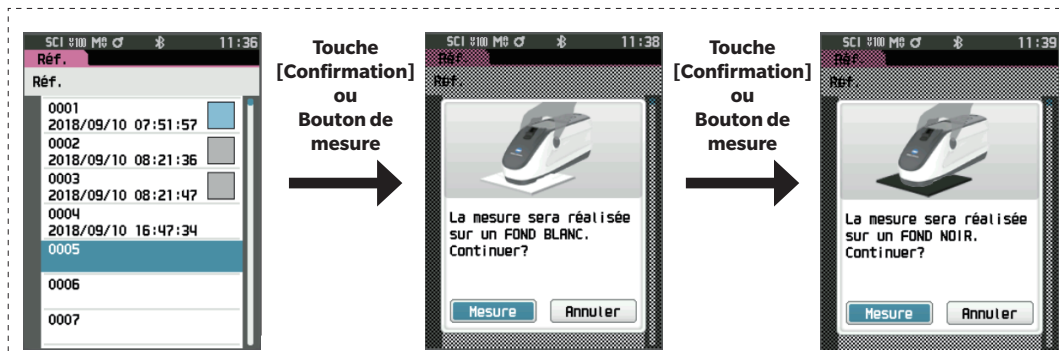 SCI 11:36
Réf.
Réf.
0001
2018/09/10 07:51:57
0002
2018/09/10 08:21:36
0003
2018/09/10 08:21:47
0004
2018/09/10 16:47:34
0005
0006
0007
Touche
[Confirmation]
ou
Bouton de
mesure
SCI 11:38
Réf.
Réf.
La mesure sera réalisée
sur un FOND BLANC.
Continuer?
Mesure Annuler
Touche
[Confirmation]
ou
Bouton de
mesure
SCI 11:39
Réf.
Réf.
La mesure sera réalisée
sur un FOND NOIR.
Continuer?
Mesure Annuler